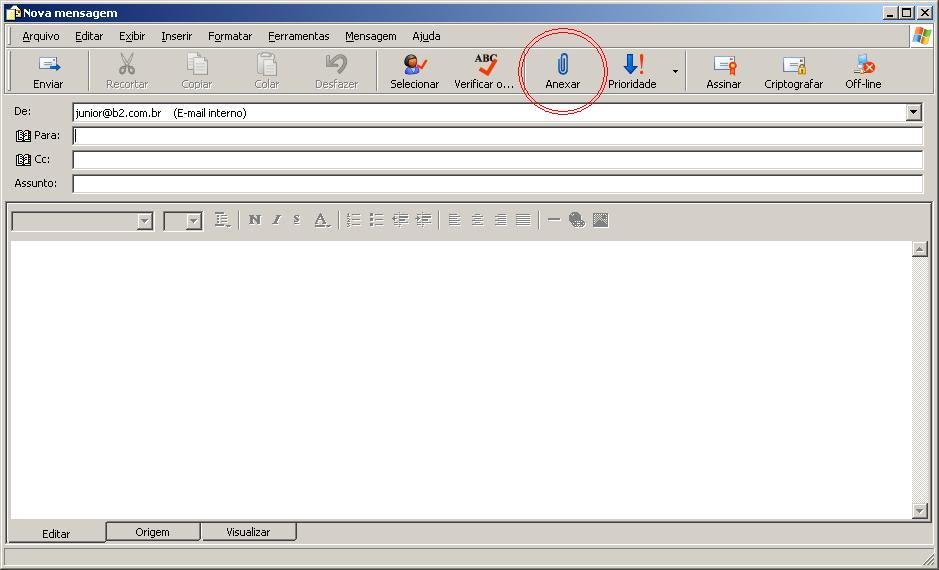 Nova mensagem
Arquivo Editar Exibir Inserir Formatar Ferramentas Mensagem Ajuda
ABC
Enviar Recortar Copiar Colar Desfazer Selecionar Verificar o... Anexar Prioridade Assinar Criptografar Off-line
De: junior@b2.com.br (E-mail interno)
Para:
Cc:
Assunto:
N I S A
Editar Origem Visualizar